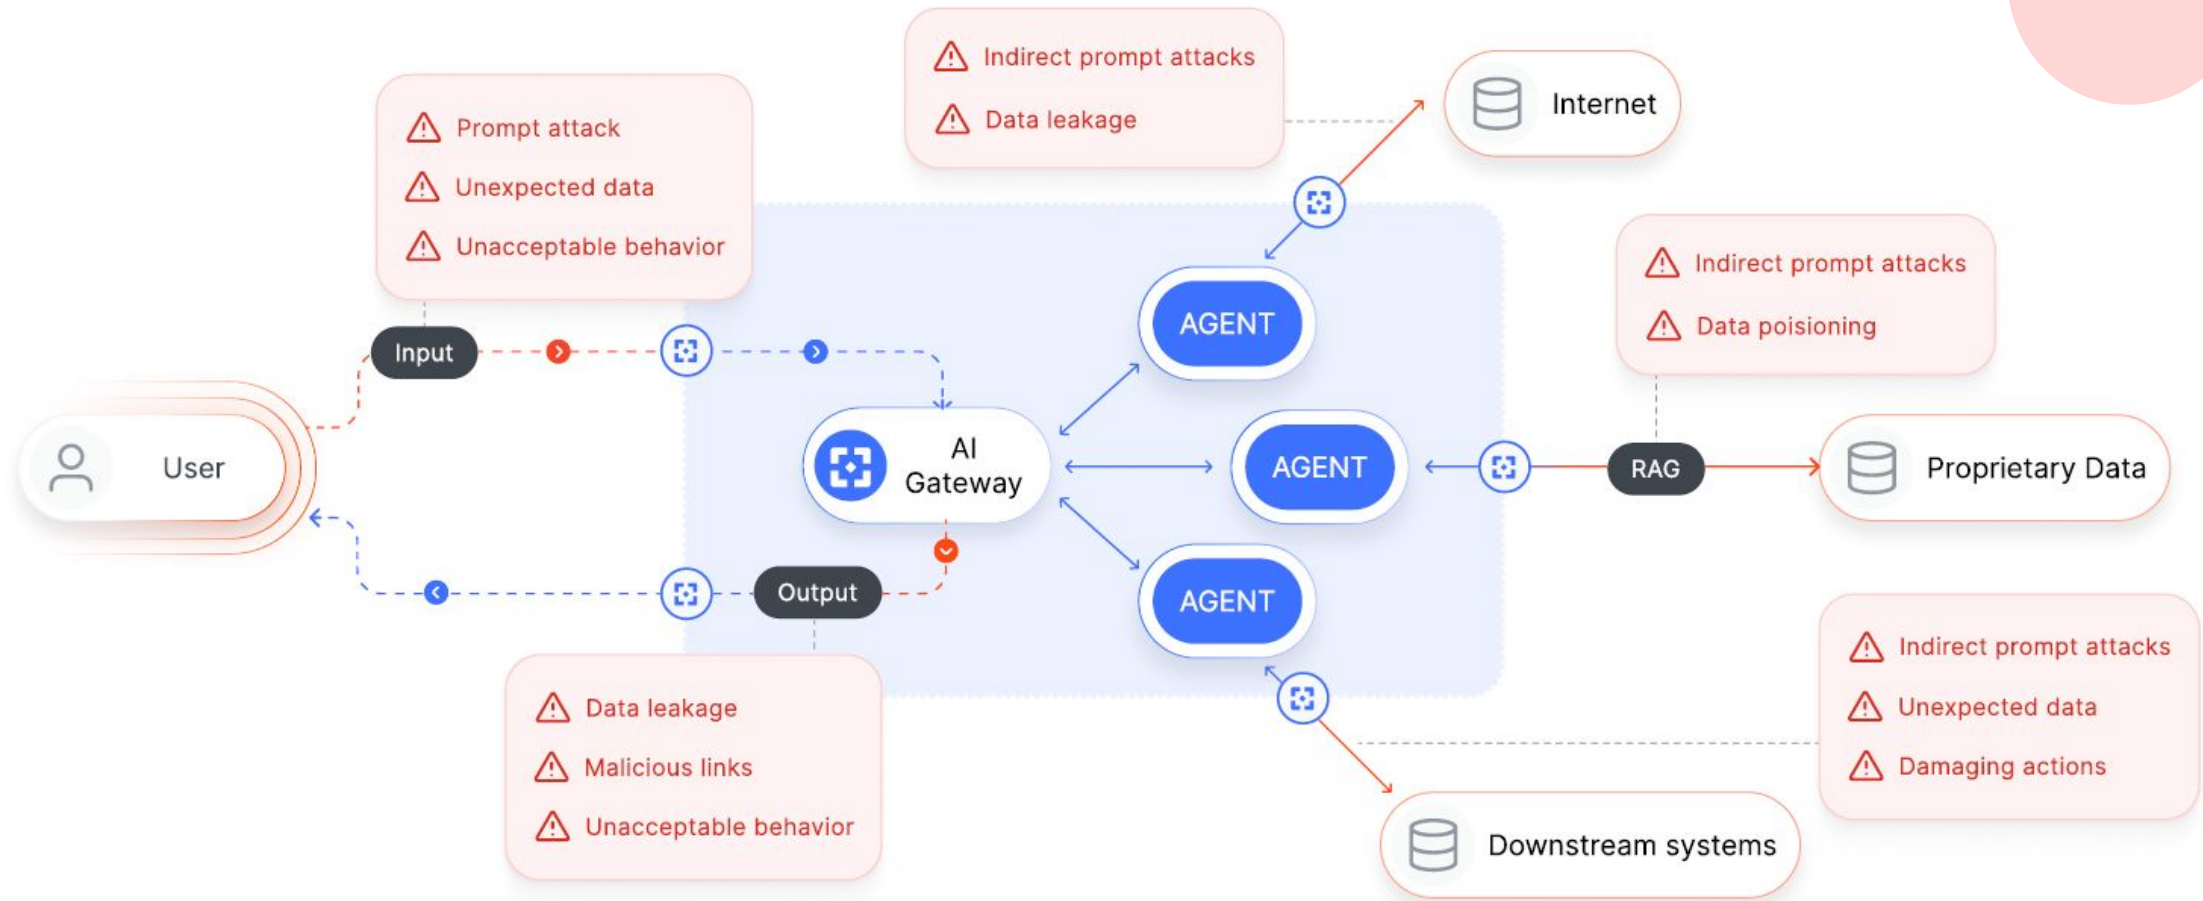 Indirect prompt attacks
Data leakage
Internet
Prompt attack
Unexpected data
Unacceptable behavior
Indirect prompt attacks
Data poisioning
AGENT
Input
User
AI
Gateway
AGENT
RAG
Proprietary Data
Output
AGENT
Data leakage
Malicious links
Unacceptable behavior
Indirect prompt attacks
Unexpected data
Damaging actions
Downstream systems